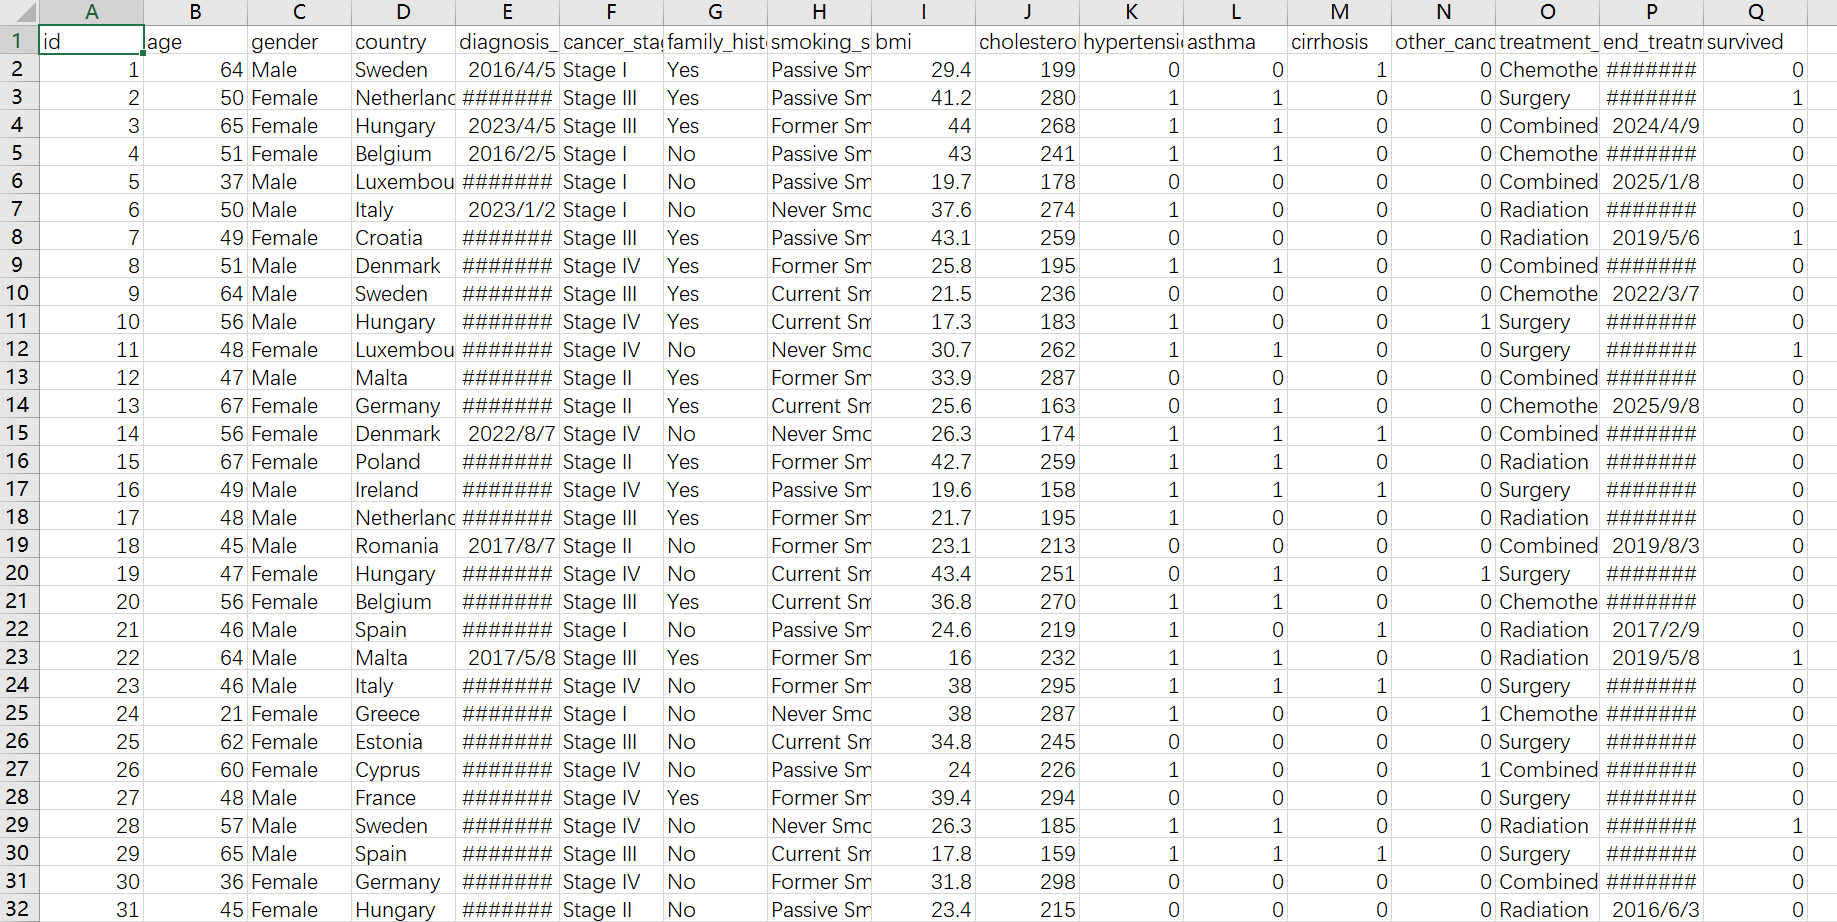 A B C D E F G H I J K L M N O P Q
1 id age gender country diagnosis_ cancer_sta family_hist smoking_s bmi cholestero hypertensi asthma cirrhosis other_canc treatment_ end_treatm survived
2 1 64 Male Sweden 2016/4/5 Stage I Yes Passive Sm 29.4 199 0 0 1 0 Chemothe ####### 0
3 2 50 Female Netherland ####### Stage III Yes Passive Sm 41.2 280 1 1 0 0 Surgery ####### 1
4 3 65 Female Hungary 2023/4/5 Stage III Yes Former Sm 44 268 1 1 0 0 Combined 2024/4/9 0
5 4 51 Female Belgium 2016/2/5 Stage I No Passive Sm 43 241 1 1 0 0 Chemothe ####### 0
6 5 37 Male Luxembou ####### Stage I No Passive Sm 19.7 178 0 0 0 0 Combined 2025/1/8 0
7 6 50 Male Italy 2023/1/2 Stage I No Never Smo 37.6 274 1 0 0 0 Radiation ####### 0
8 7 49 Female Croatia ####### Stage III Yes Passive Sm 43.1 259 0 0 0 0 Radiation 2019/5/6 1
9 8 51 Male Denmark ####### Stage IV Yes Former Sm 25.8 195 1 1 0 0 Combined ####### 0
10 9 64 Male Sweden ####### Stage III Yes Current Sm 21.5 236 0 0 0 0 Chemothe 2022/3/7 0
11 10 56 Male Hungary ####### Stage IV Yes Current Sm 17.3 183 1 0 0 1 Surgery ####### 0
12 11 48 Female Luxembou ####### Stage IV No Never Smo 30.7 262 1 1 0 0 Surgery ####### 1
13 12 47 Male Malta ####### Stage II Yes Former Sm 33.9 287 0 0 0 0 Combined ####### 0
14 13 67 Female Germany ####### Stage II Yes Current Sm 25.6 163 0 1 0 0 Chemothe 2025/9/8 0
15 14 56 Female Denmark 2022/8/7 Stage IV No Never Smo 26.3 174 1 1 1 0 Combined ####### 0
16 15 67 Female Poland ####### Stage II Yes Former Sm 42.7 259 1 1 0 0 Radiation ####### 0
17 16 49 Male Ireland ####### Stage IV Yes Passive Sm 19.6 158 1 1 1 0 Surgery ####### 0
18 17 48 Male Netherland ####### Stage III Yes Former Sm 21.7 195 1 0 0 0 Radiation ####### 0
19 18 45 Male Romania 2017/8/7 Stage II No Former Sm 23.1 213 0 0 0 0 Combined 2019/8/3 0
20 19 47 Female Hungary ####### Stage IV No Current Sm 43.4 251 0 1 0 1 Surgery ####### 0
21 20 56 Female Belgium ####### Stage III Yes Current Sm 36.8 270 1 1 0 0 Chemothe ####### 0
22 21 46 Male Spain ####### Stage I No Passive Sm 24.6 219 1 0 1 0 Radiation 2017/2/9 0
23 22 64 Male Malta 2017/5/8 Stage III Yes Former Sm 16 232 1 1 0 0 Radiation 2019/5/8 1
24 23 46 Male Italy ####### Stage IV No Former Sm 38 295 1 1 1 0 Surgery ####### 0
25 24 21 Female Greece ####### Stage I No Never Smo 38 287 1 0 0 1 Chemothe ####### 0
26 25 62 Female Estonia ####### Stage III No Current Sm 34.8 245 0 0 0 0 Surgery ####### 0
27 26 60 Female Cyprus ####### Stage IV No Passive Sm 24 226 1 0 0 1 Combined ####### 0
28 27 48 Male France ####### Stage IV Yes Former Sm 39.4 294 0 0 0 0 Surgery ####### 0
29 28 57 Male Sweden ####### Stage IV No Never Smo 26.3 185 1 1 0 0 Radiation ####### 1
30 29 65 Male Spain ####### Stage III No Current Sm 17.8 159 1 1 1 0 Surgery ####### 0
31 30 36 Female Germany ####### Stage IV No Former Sm 31.8 298 0 0 0 0 Combined ####### 0
32 31 45 Female Hungary ####### Stage II No Passive Sm 23.4 215 0 0 0 0 Radiation 2016/6/3 0